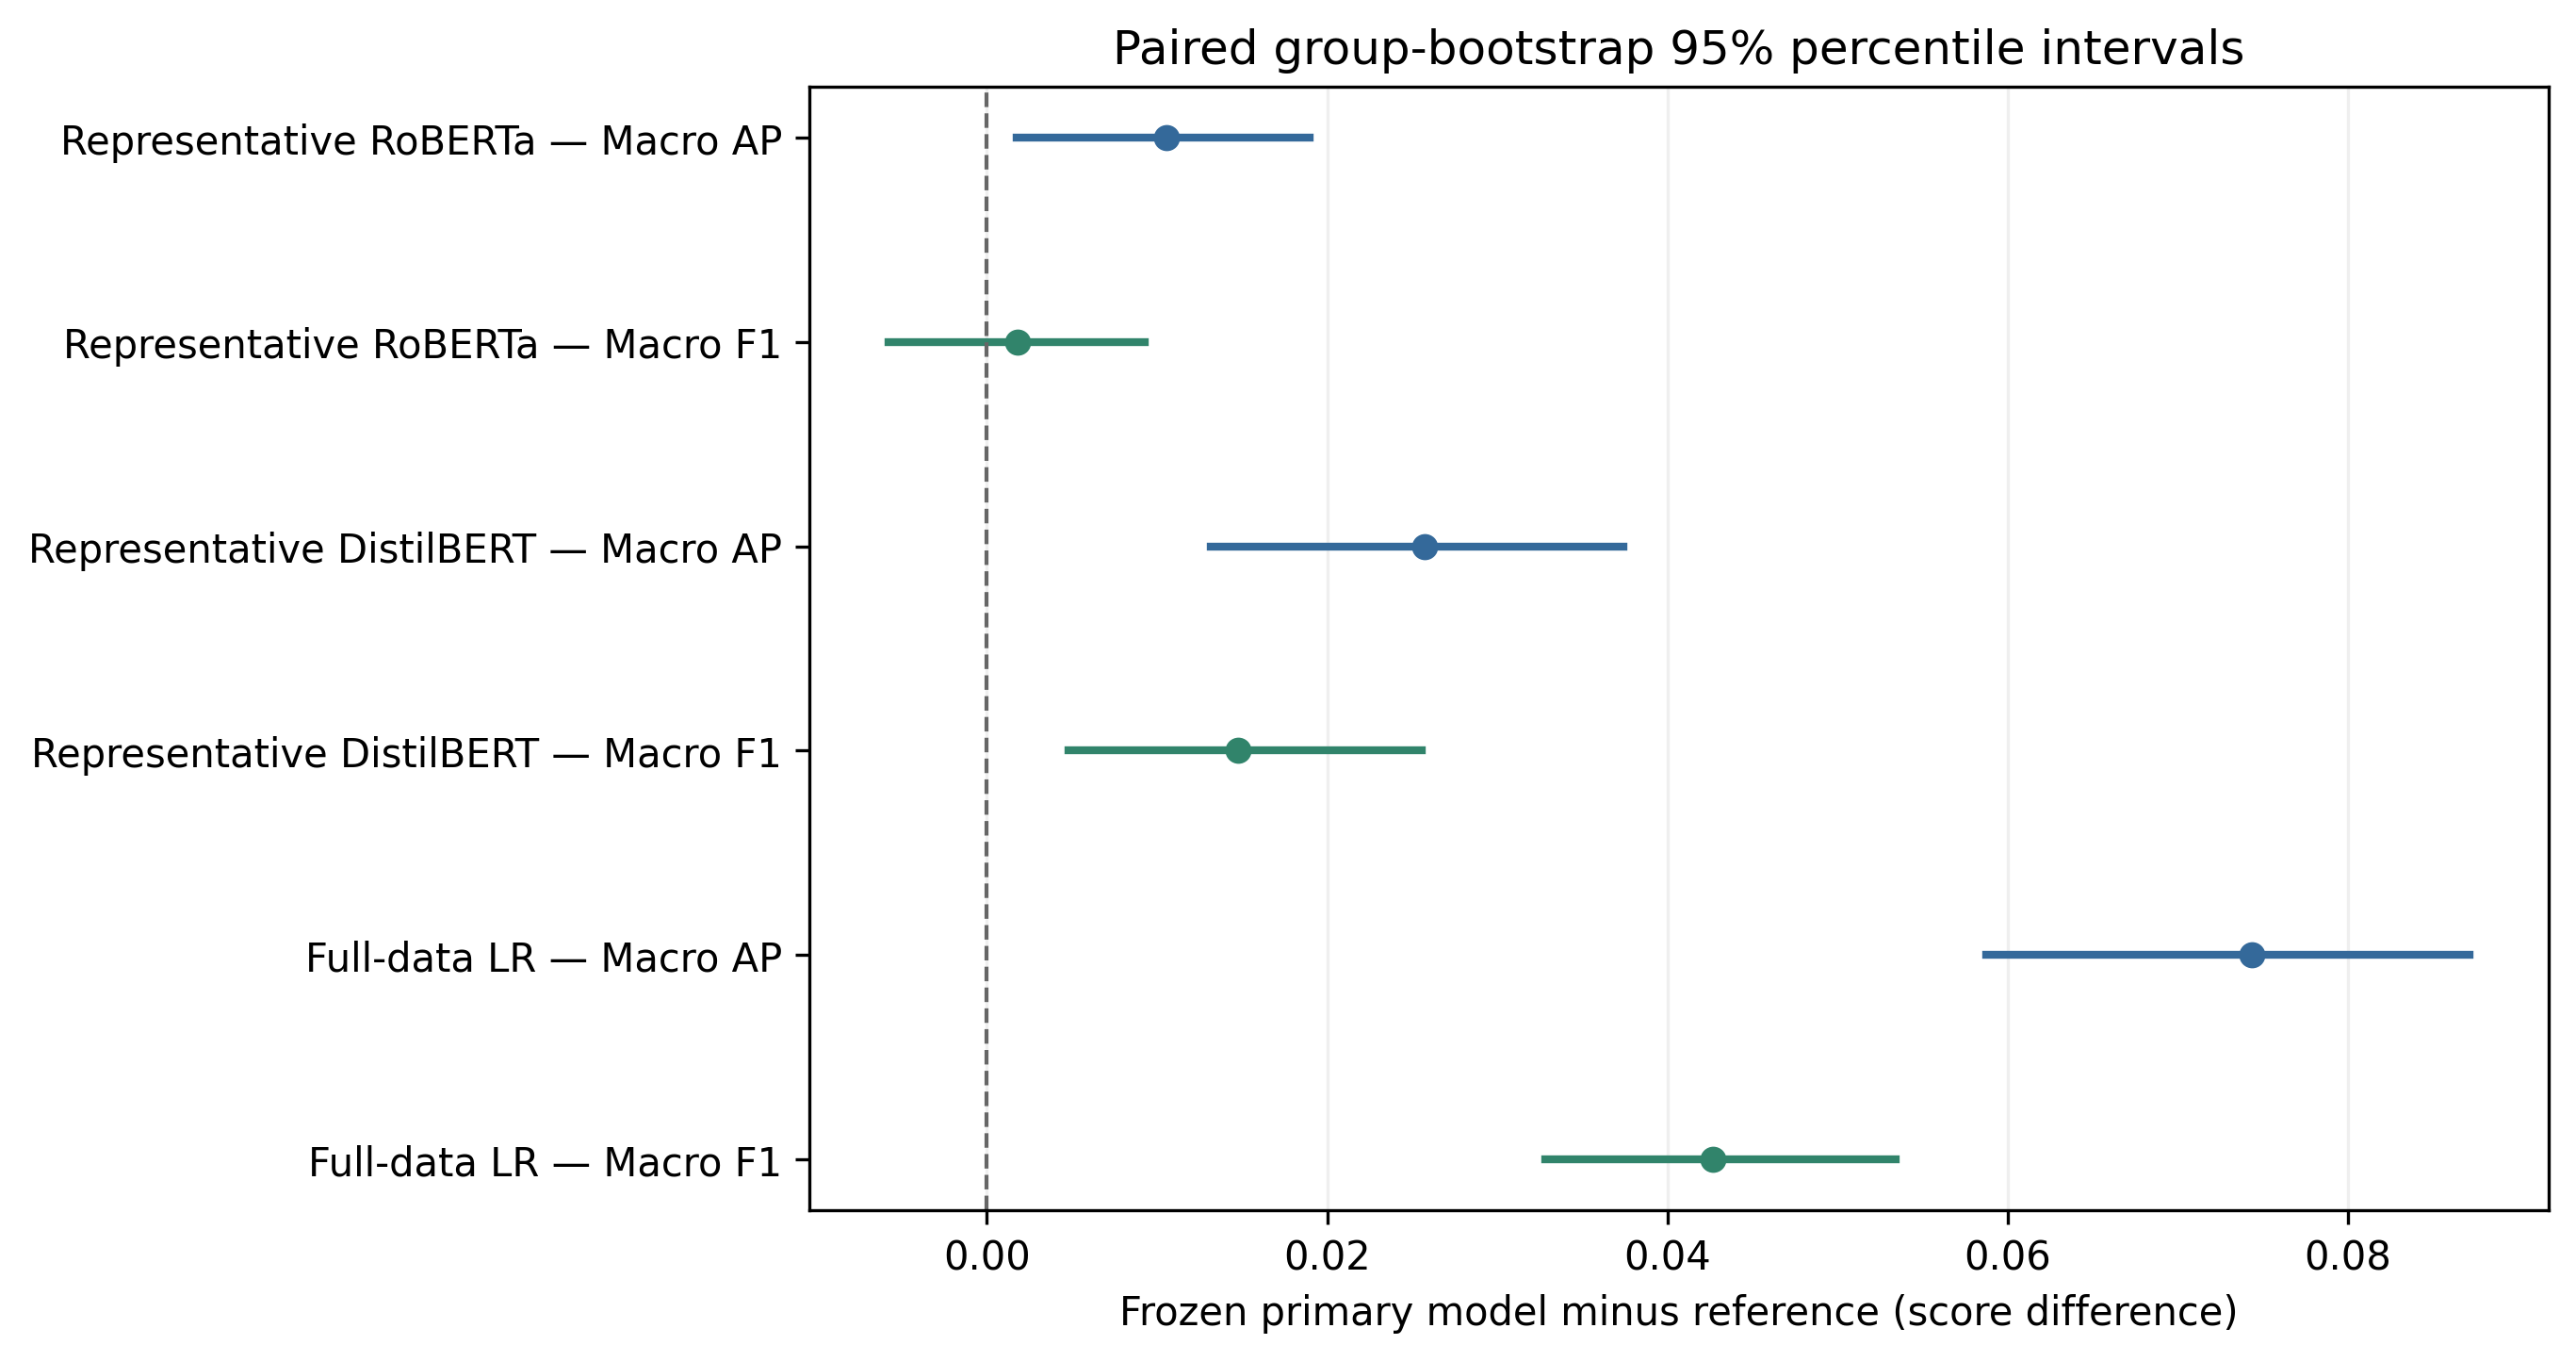 Paired group-bootstrap 95% percentile intervals
Representative RoBERTa — Macro AP
Representative RoBERTa — Macro F1
Representative DistilBERT — Macro AP
Representative DistilBERT — Macro F1
Full-data LR — Macro AP
Full-data LR — Macro F1
0.00 0.02 0.04 0.06 0.08
Frozen primary model minus reference (score difference)